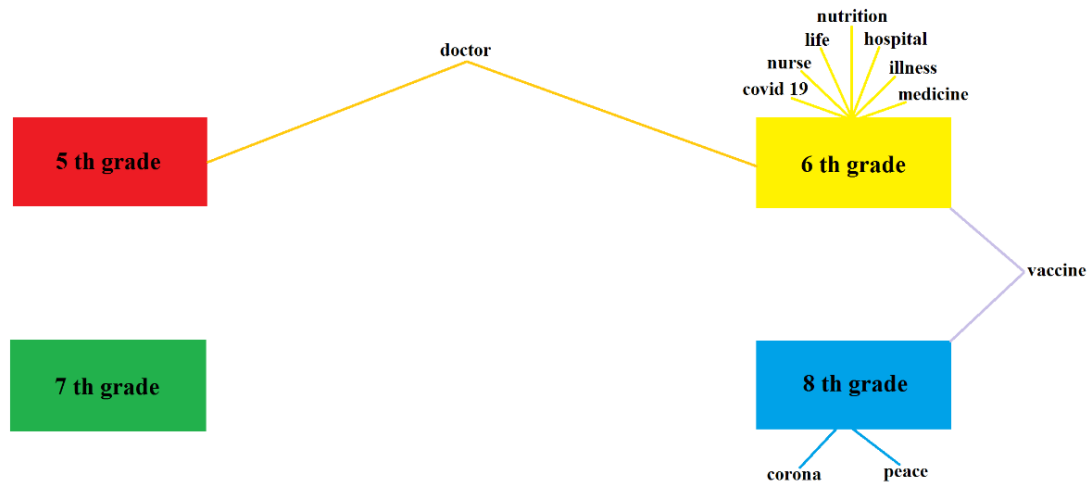 nutrition
doctor
life
hospital
nurse
illness
covid 19
medicine
5 th grade
6 th grade
vaccine
7 th grade
8 th grade
corona
peace